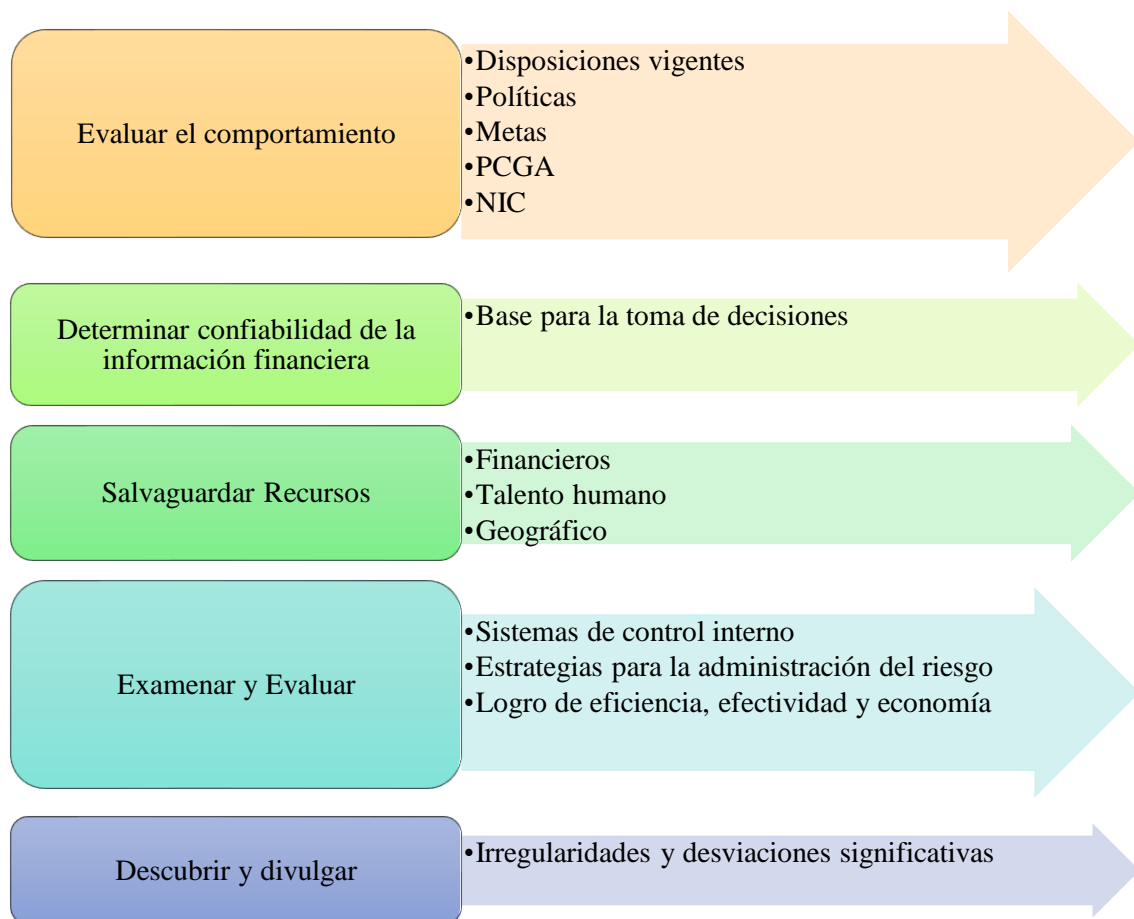 Evaluar el comportamiento
•Disposiciones vigentes
•Políticas
•Metas
•PCGA
•NIC
Determinar confiabilidad de la
información financiera
•Base para la toma de decisiones
Salvaguardar Recursos
•Financieros
•Talento humano
•Geográfico
Examenar y Evaluar
•Sistemas de control interno
•Estrategias para la administración del riesgo
•Logro de eficiencia, efectividad y economía
Descubrir y divulgar
•Irregularidades y desviaciones significativas